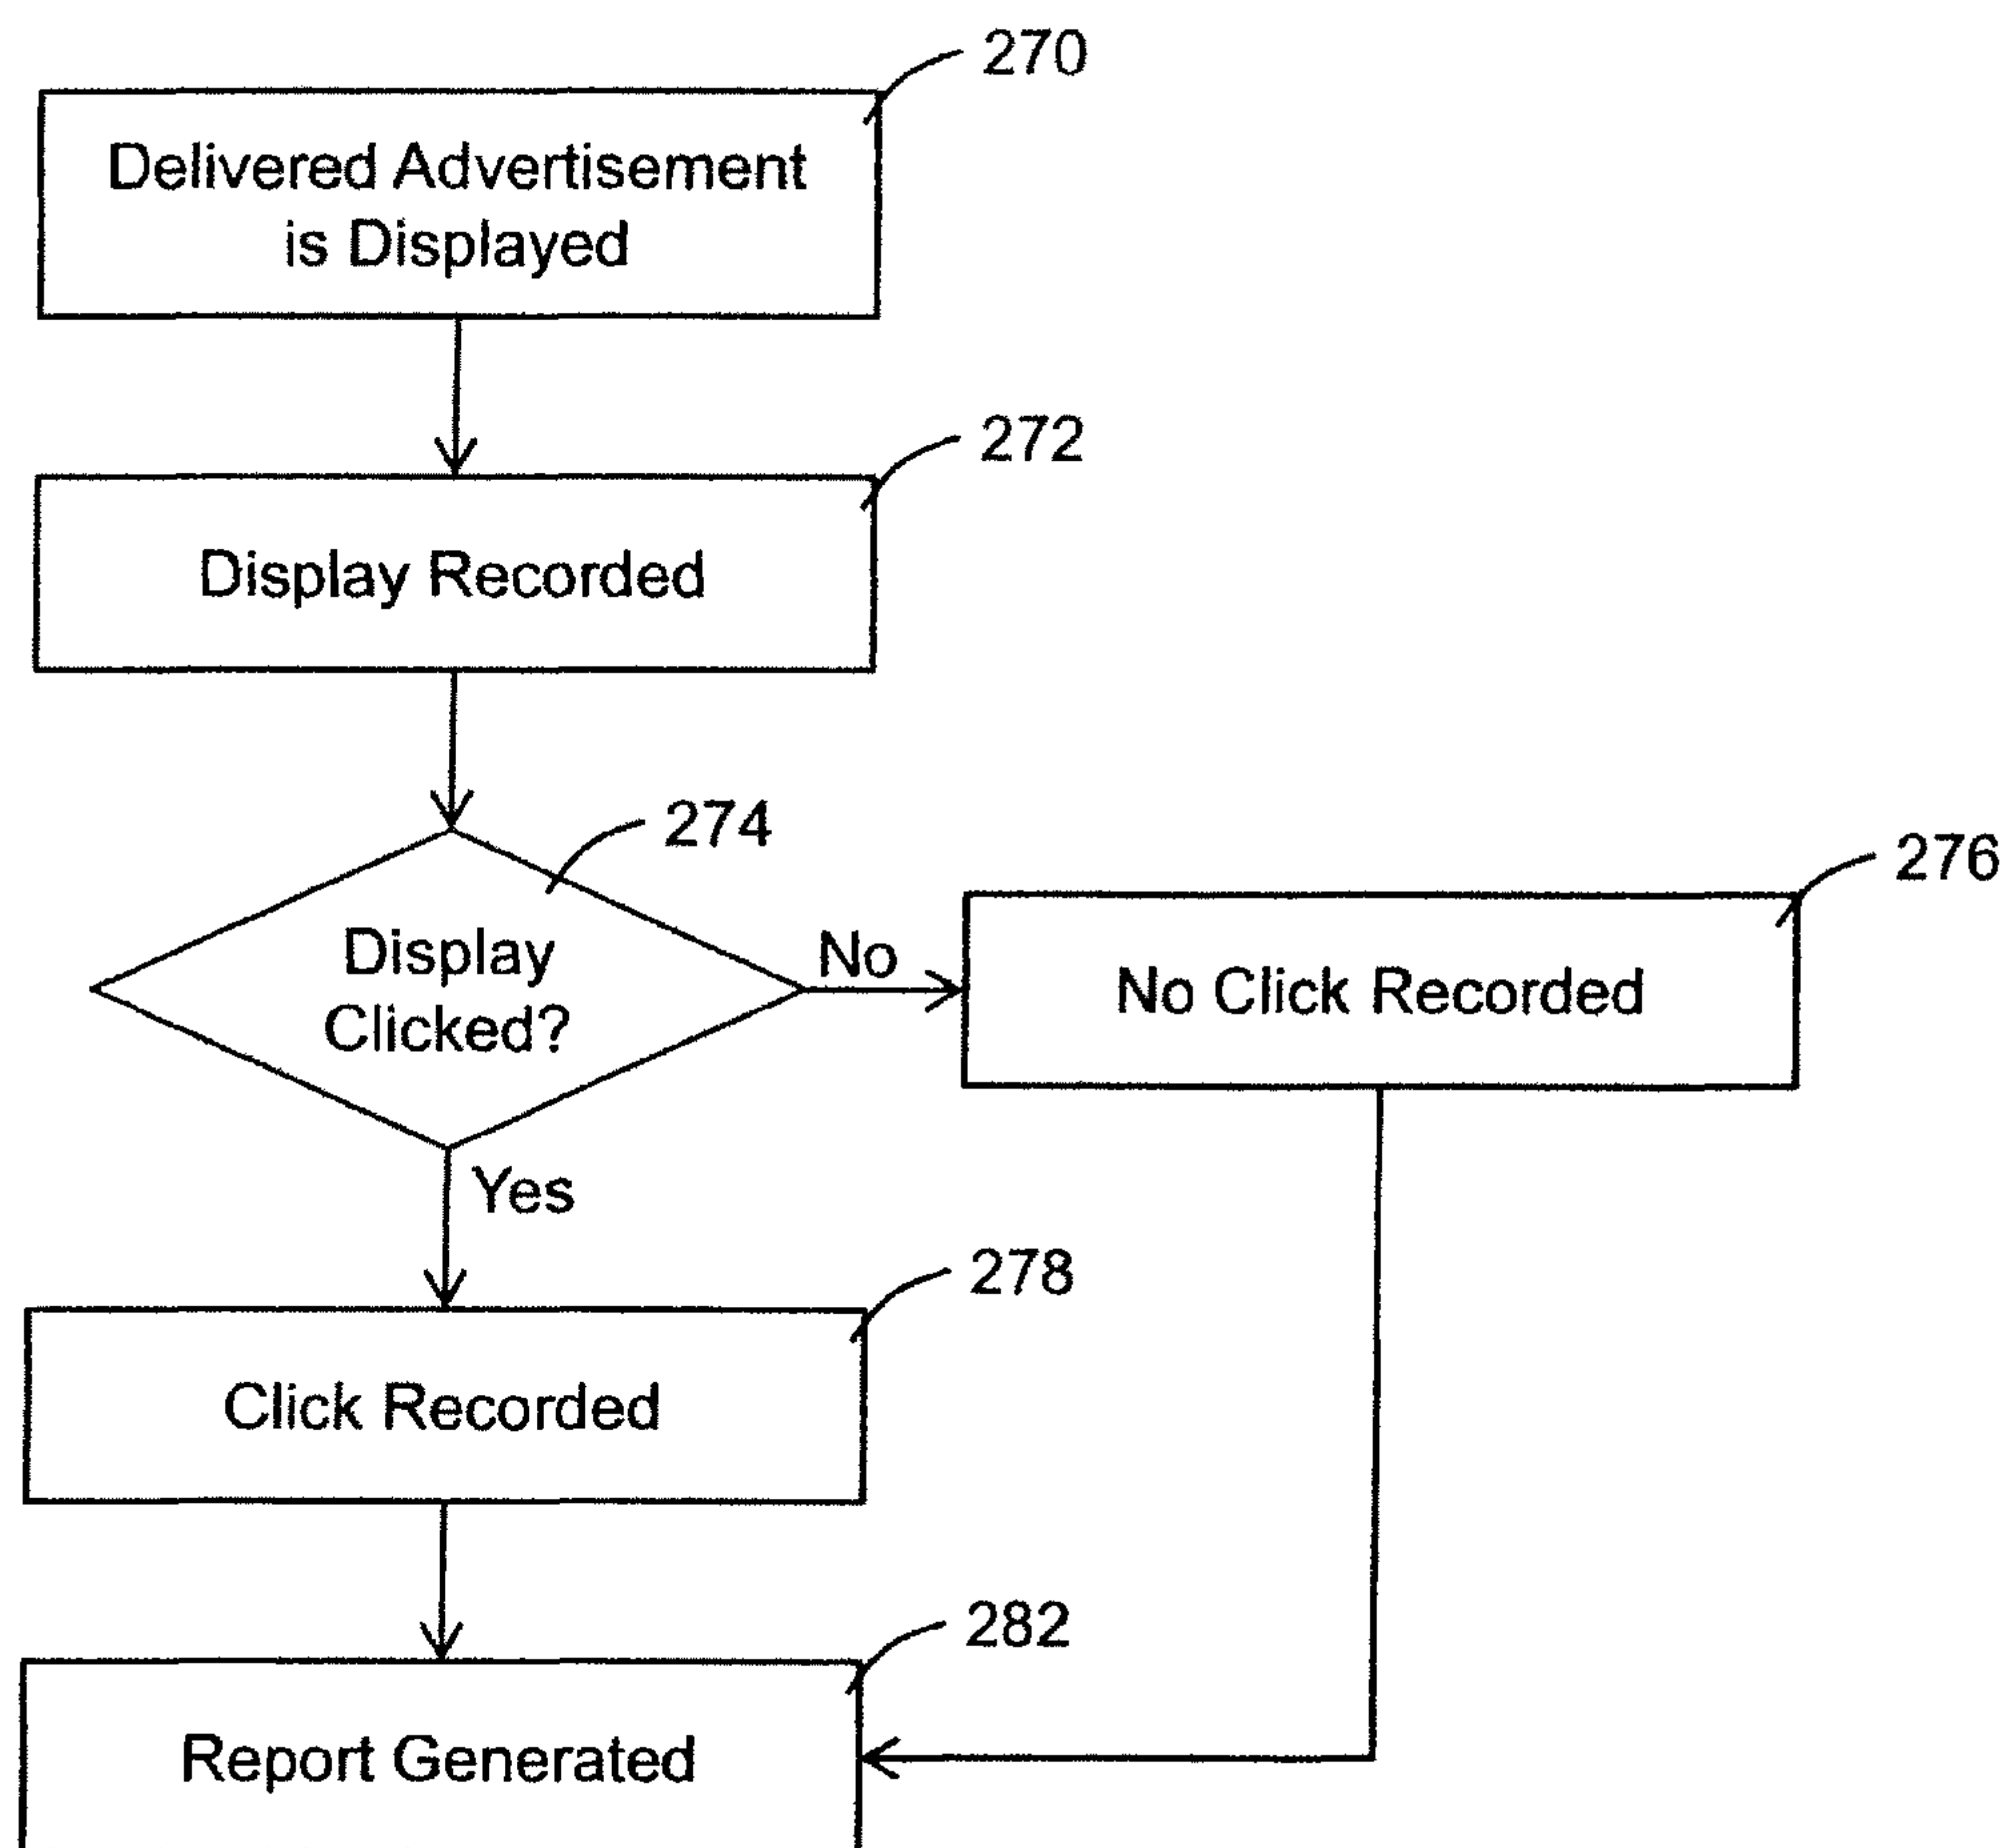 270
Delivered Advertisement
is Displayed
272
Display Recorded
274
Display
Clicked?
No
276
No Click Recorded
Yes
278
Click Recorded
282
Report Generated